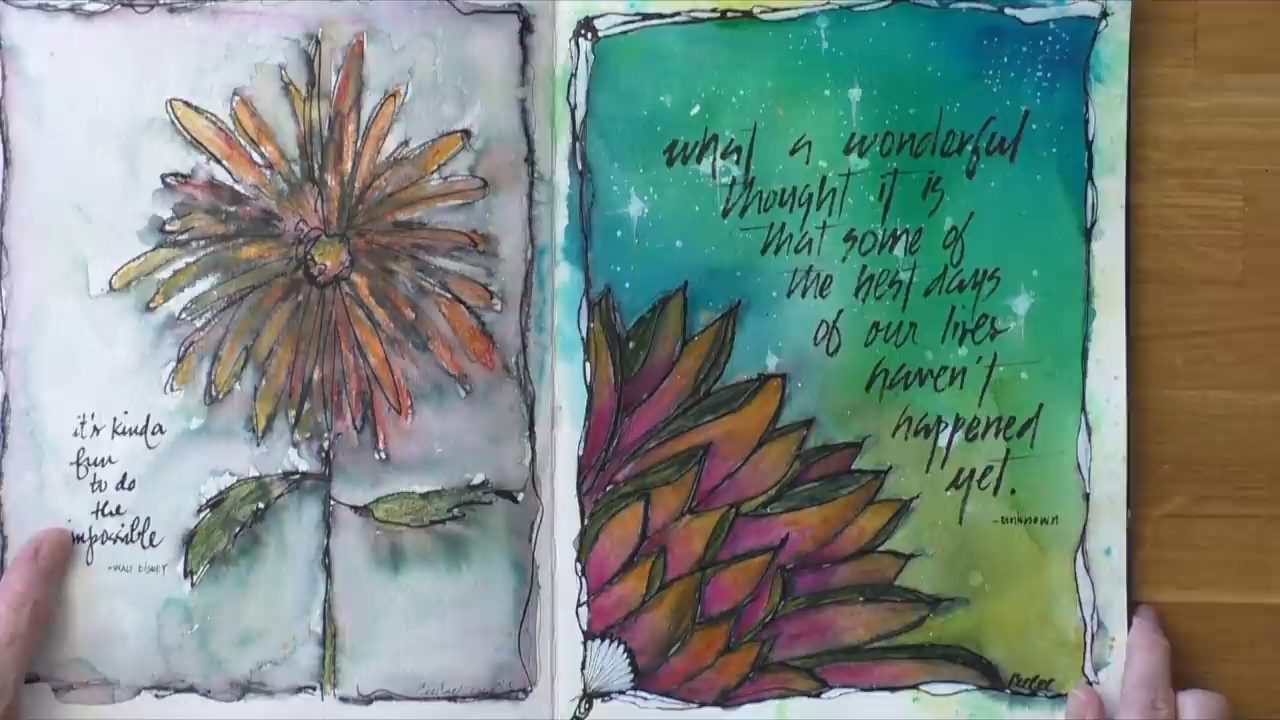 it's kinda
fun
to do
the
impossible
-WALT DISNEY
what a wonderful
thought it is
that some of
the best days
of our lives
haven't
happened
yet.
-unknown